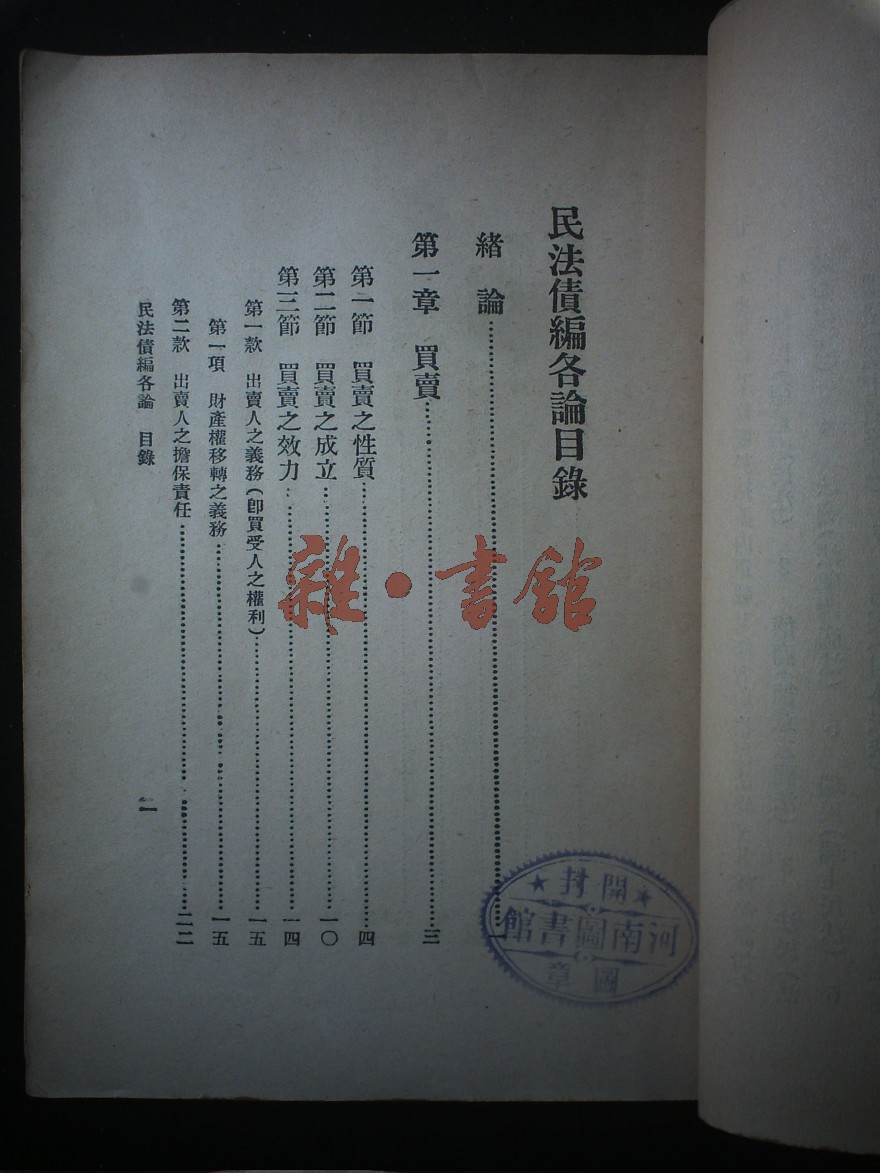 民法債編各論目錄
緒論……一
第一章 買賣……三
第一節 買賣之性質……四
第二節 買賣之成立……一〇
第三節 買賣之效力……一四
第一款 出賣人之義務(即買受人之權利)……一五
第一項 財產權移轉之義務……一五
第二款 出賣人之擔保責任……二二
民法債編各論 目錄
一
雜·書館
開封
河南圖書館
圖章